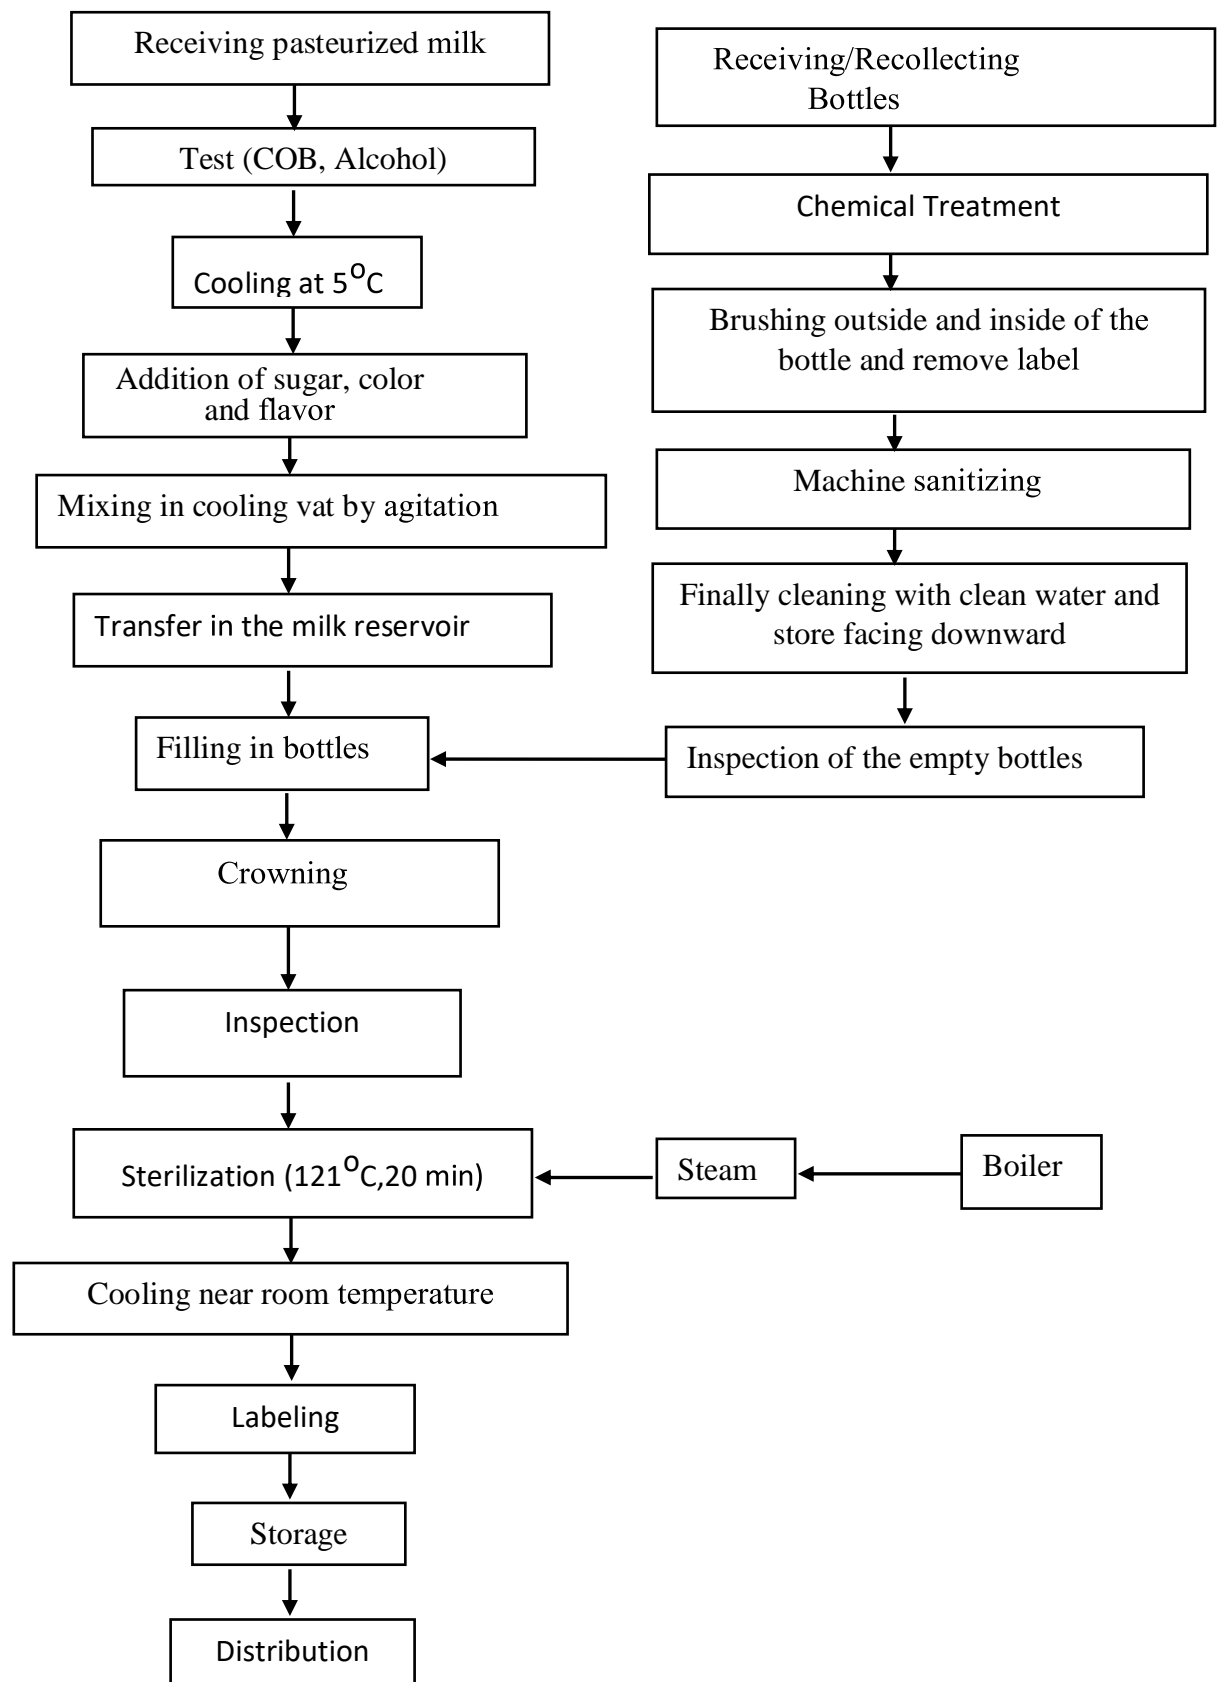 Receiving pasteurized milk
Test (COB, Alcohol)
Cooling at 5°C
Addition of sugar, color
and flavor
Mixing in cooling vat by agitation
Transfer in the milk reservoir
Filling in bottles
Crowning
Inspection
Sterilization (121°C,20 min)
Cooling near room temperature
Labeling
Storage
Distribution
Receiving/Recollecting
Bottles
Chemical Treatment
Brushing outside and inside of the
bottle and remove label
Machine sanitizing
Finally cleaning with clean water and
store facing downward
Inspection of the empty bottles
Steam
Boiler